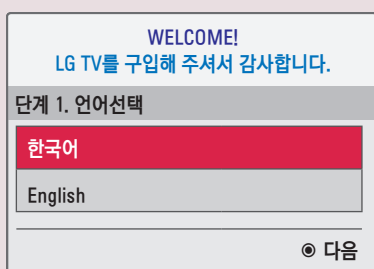 WELCOME!
LG TV를 구입해 주셔서 감사합니다.
단계 1. 언어선택
한국어
English
◉ 다음